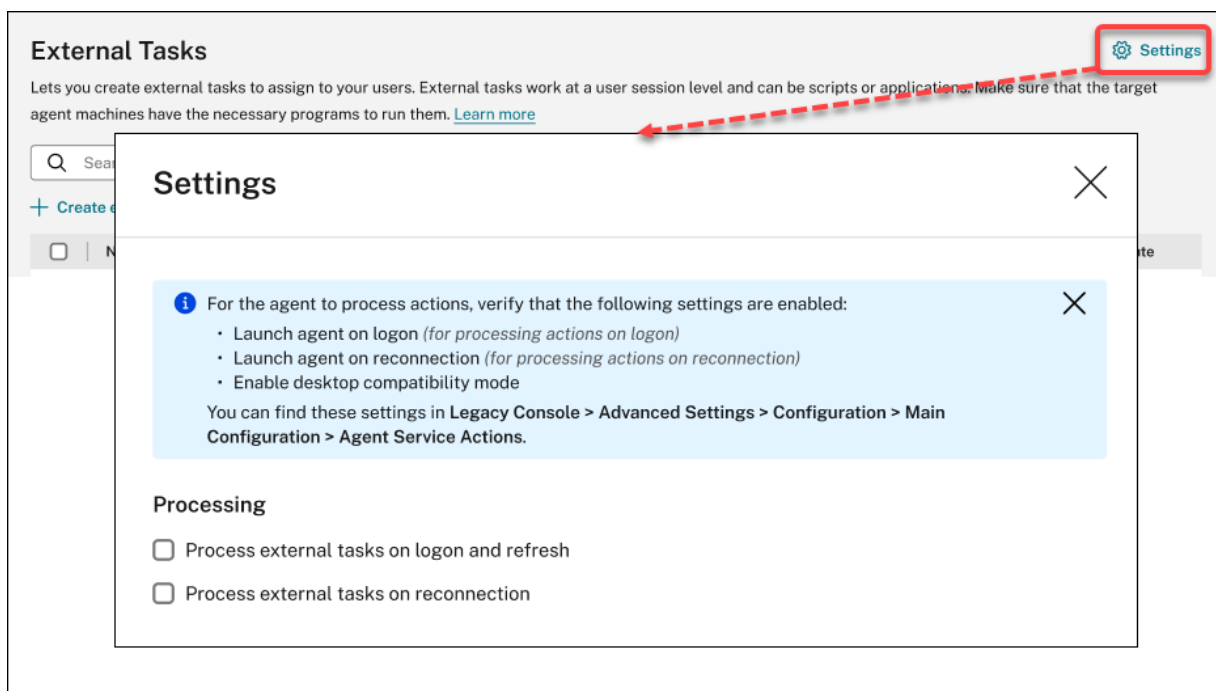 External Tasks
Settings
Lets you create external tasks to assign to your users. External tasks work at a user session level and can be scripts or applications. Make sure that the target
agent machines have the necessary programs to run them. Learn more
Settings
For the agent to process actions, verify that the following settings are enabled:
· Launch agent on logon (for processing actions on logon)
· Launch agent on reconnection (for processing actions on reconnection)
· Enable desktop compatibility mode
You can find these settings in Legacy Console > Advanced Settings > Configuration > Main
Configuration > Agent Service Actions.
Processing
Process external tasks on logon and refresh
Process external tasks on reconnection
+ Create